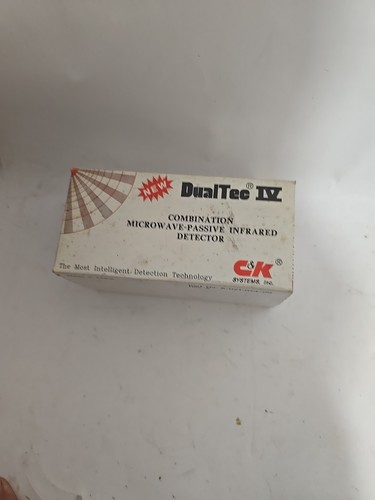 NEW
DualTec® IV
COMBINATION
MICROWAVE-PASSIVE INFRARED
DETECTOR
The Most Intelligent Detection Technology
C&K®
SYSTEMS, Inc.